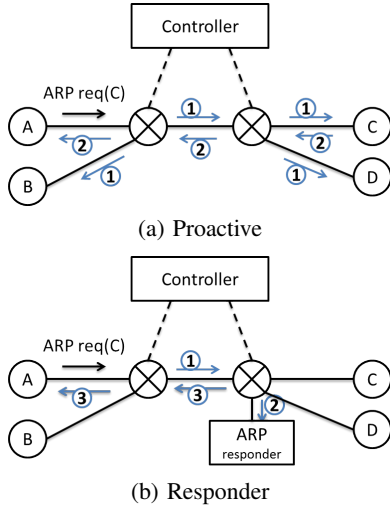 Controller
ARP req(C)
① ①
A C
② ② ②
B ① ① D
(a) Proactive
Controller
ARP req(C)
①
A C
③ ③
② D
B
ARP
responder
(b) Responder